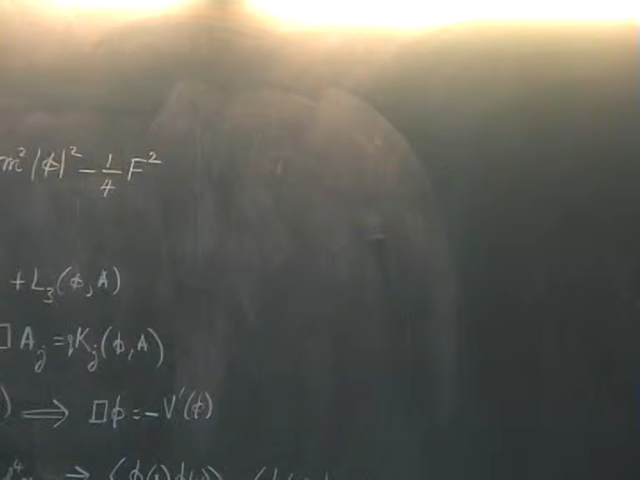 m²|ϕ|² - 1/4 F²
+ L₃(ϕ, A)
□ A_j = q K_j(ϕ, A)
) ⟹ □ϕ = -V'(ϕ)